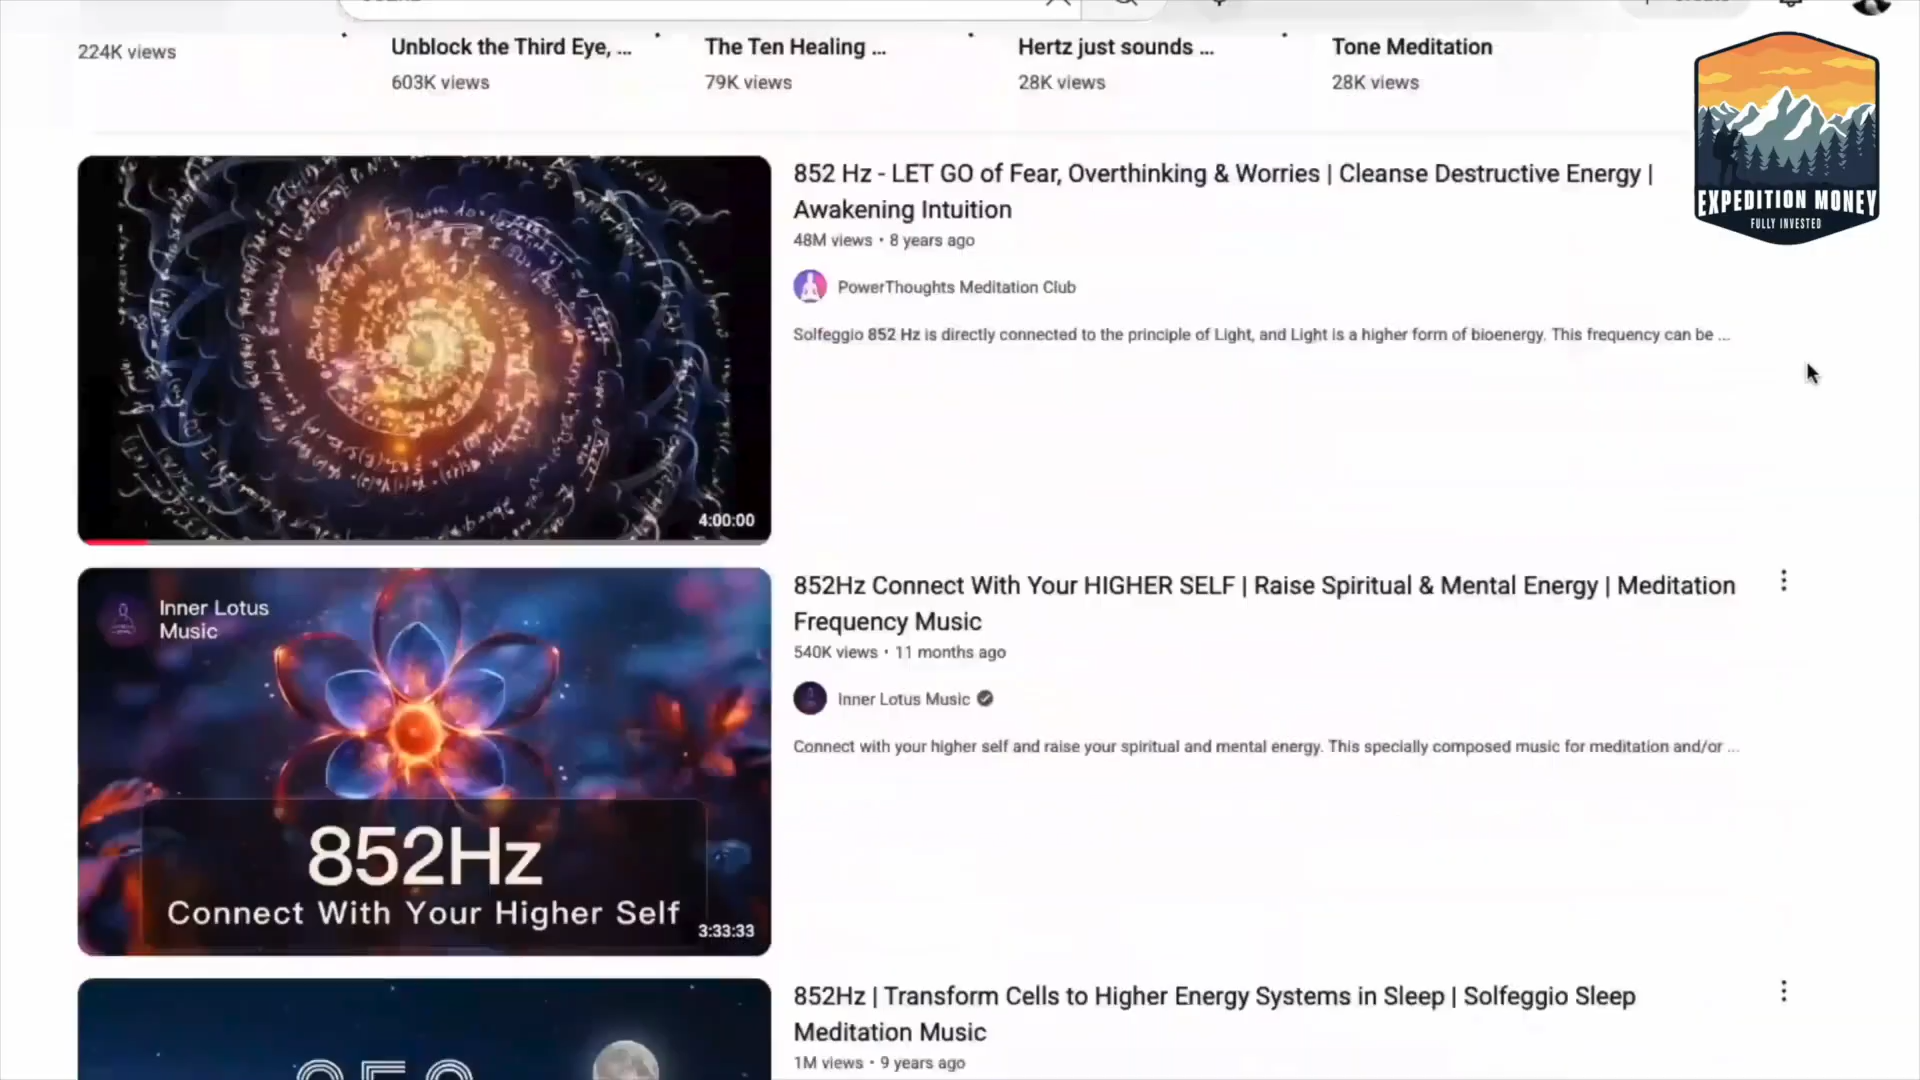 Unblock the Third Eye, ...
The Ten Healing ...
Hertz just sounds ...
Tone Meditation
224K views
603K views
79K views
28K views
28K views
EXPEDITION MONEY
FULLY INVESTED
852 Hz - LET GO of Fear, Overthinking & Worries | Cleanse Destructive Energy |
Awakening Intuition
48M views • 8 years ago
PowerThoughts Meditation Club
Solfeggio 852 Hz is directly connected to the principle of Light, and Light is a higher form of bioenergy. This frequency can be ...
4:00:00
Inner Lotus
Music
852Hz
Connect With Your Higher Self
3:33:33
852Hz Connect With Your HIGHER SELF | Raise Spiritual & Mental Energy | Meditation
Frequency Music
540K views • 11 months ago
Inner Lotus Music
Connect with your higher self and raise your spiritual and mental energy. This specially composed music for meditation and/or ...
852Hz | Transform Cells to Higher Energy Systems in Sleep | Solfeggio Sleep
Meditation Music
1M views • 9 years ago